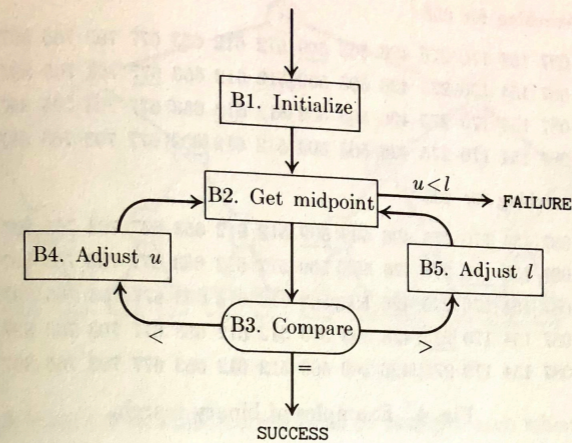 B1. Initialize
B2. Get midpoint
u<l
FAILURE
B4. Adjust u
B5. Adjust l
B3. Compare
<
>
=
SUCCESS